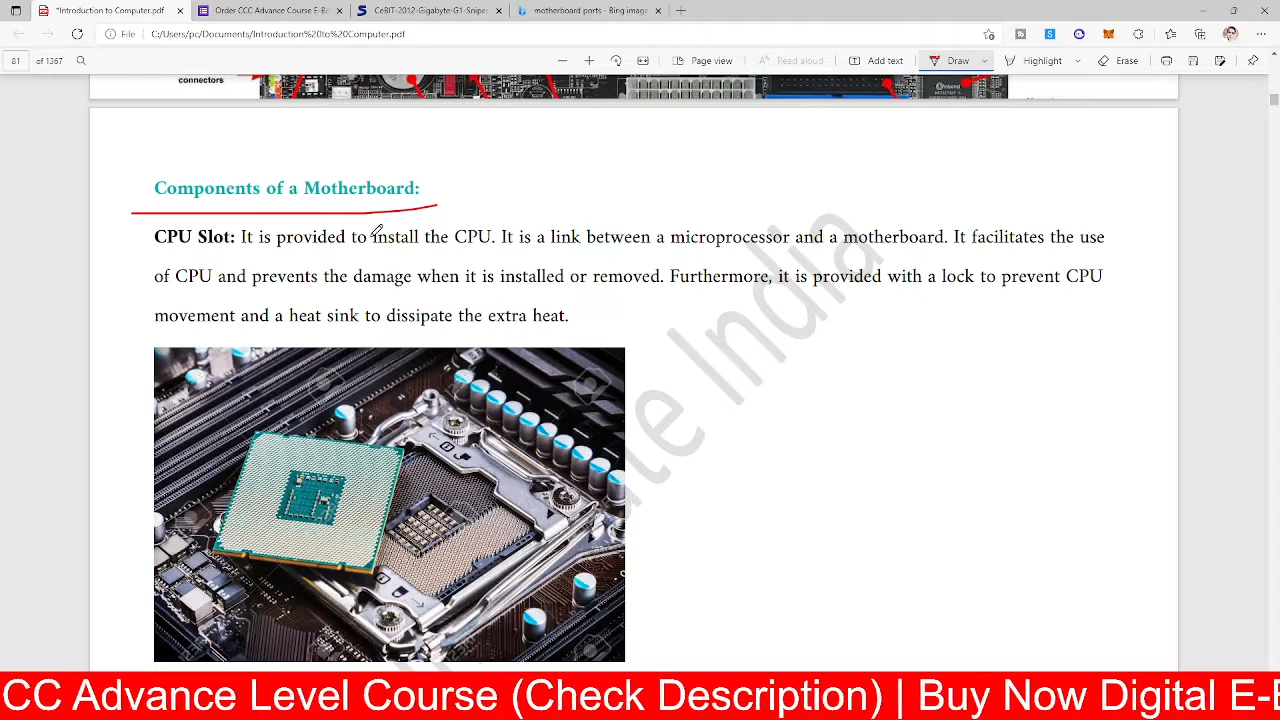 *Introduction to Computer.pdf
Order CCC Advance Course E-Bo
CeBIT-2012-Gigabyte-G1-Sniper
motherboard ports - Bing images
File
C:/Users/pc/Documents/Introduction%20to%20Computer.pdf
61 of 1367
Page view
Read aloud
Add text
Draw
Highlight
Erase
connectors
Components of a Motherboard:
CPU Slot: It is provided to install the CPU. It is a link between a microprocessor and a motherboard. It facilitates the use
of CPU and prevents the damage when it is installed or removed. Furthermore, it is provided with a lock to prevent CPU
movement and a heat sink to dissipate the extra heat.
ate India
CC Advance Level Course (Check Description) | Buy Now Digital E-B